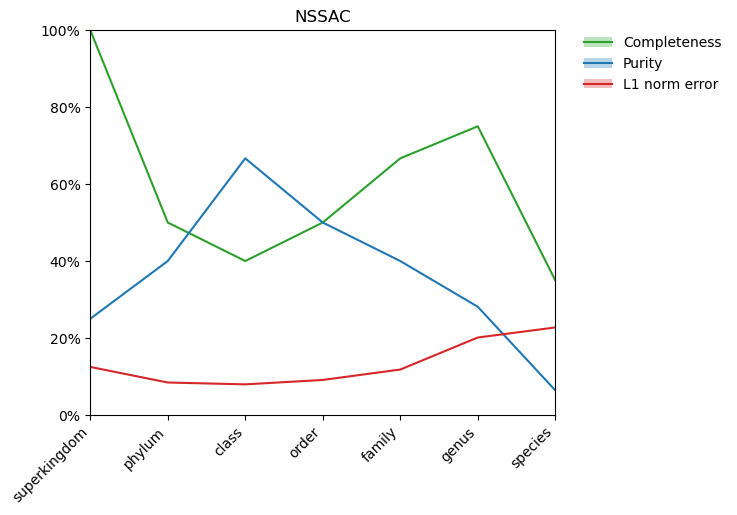 NSSAC
100%
80%
60%
40%
20%
0%
superkingdom
phylum
class
order
family
genus
species
Completeness
Purity
L1 norm error